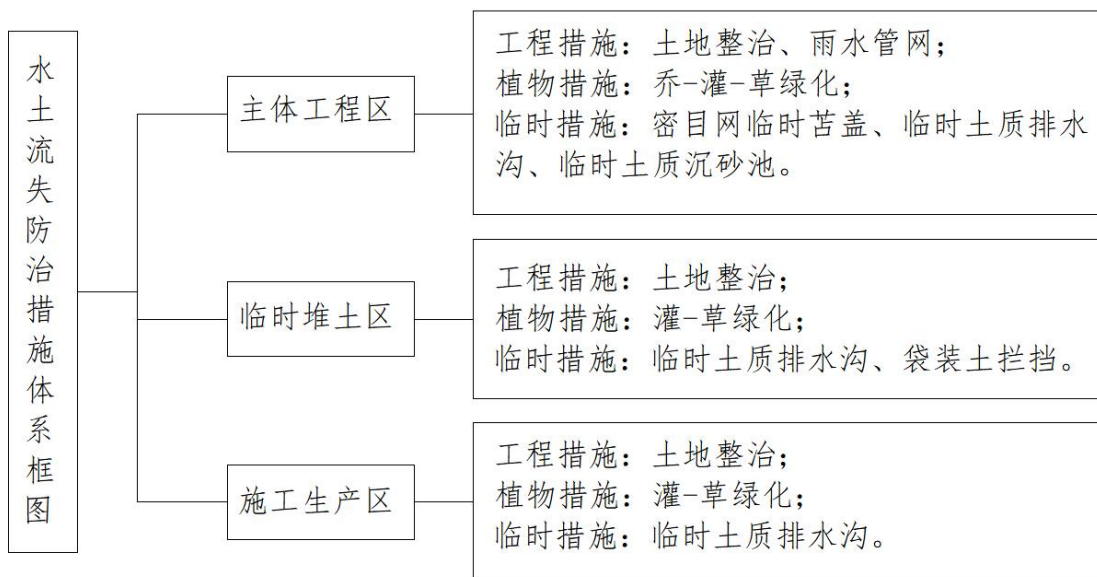 水土流失防治措施体系框图
主体工程区
工程措施：土地整治、雨水管网；
植物措施：乔-灌-草绿化；
临时措施：密目网临时苫盖、临时土质排水
沟、临时土质沉砂池。
临时堆土区
工程措施：土地整治；
植物措施：灌-草绿化；
临时措施：临时土质排水沟、袋装土拦挡。
施工生产区
工程措施：土地整治；
植物措施：灌-草绿化；
临时措施：临时土质排水沟。